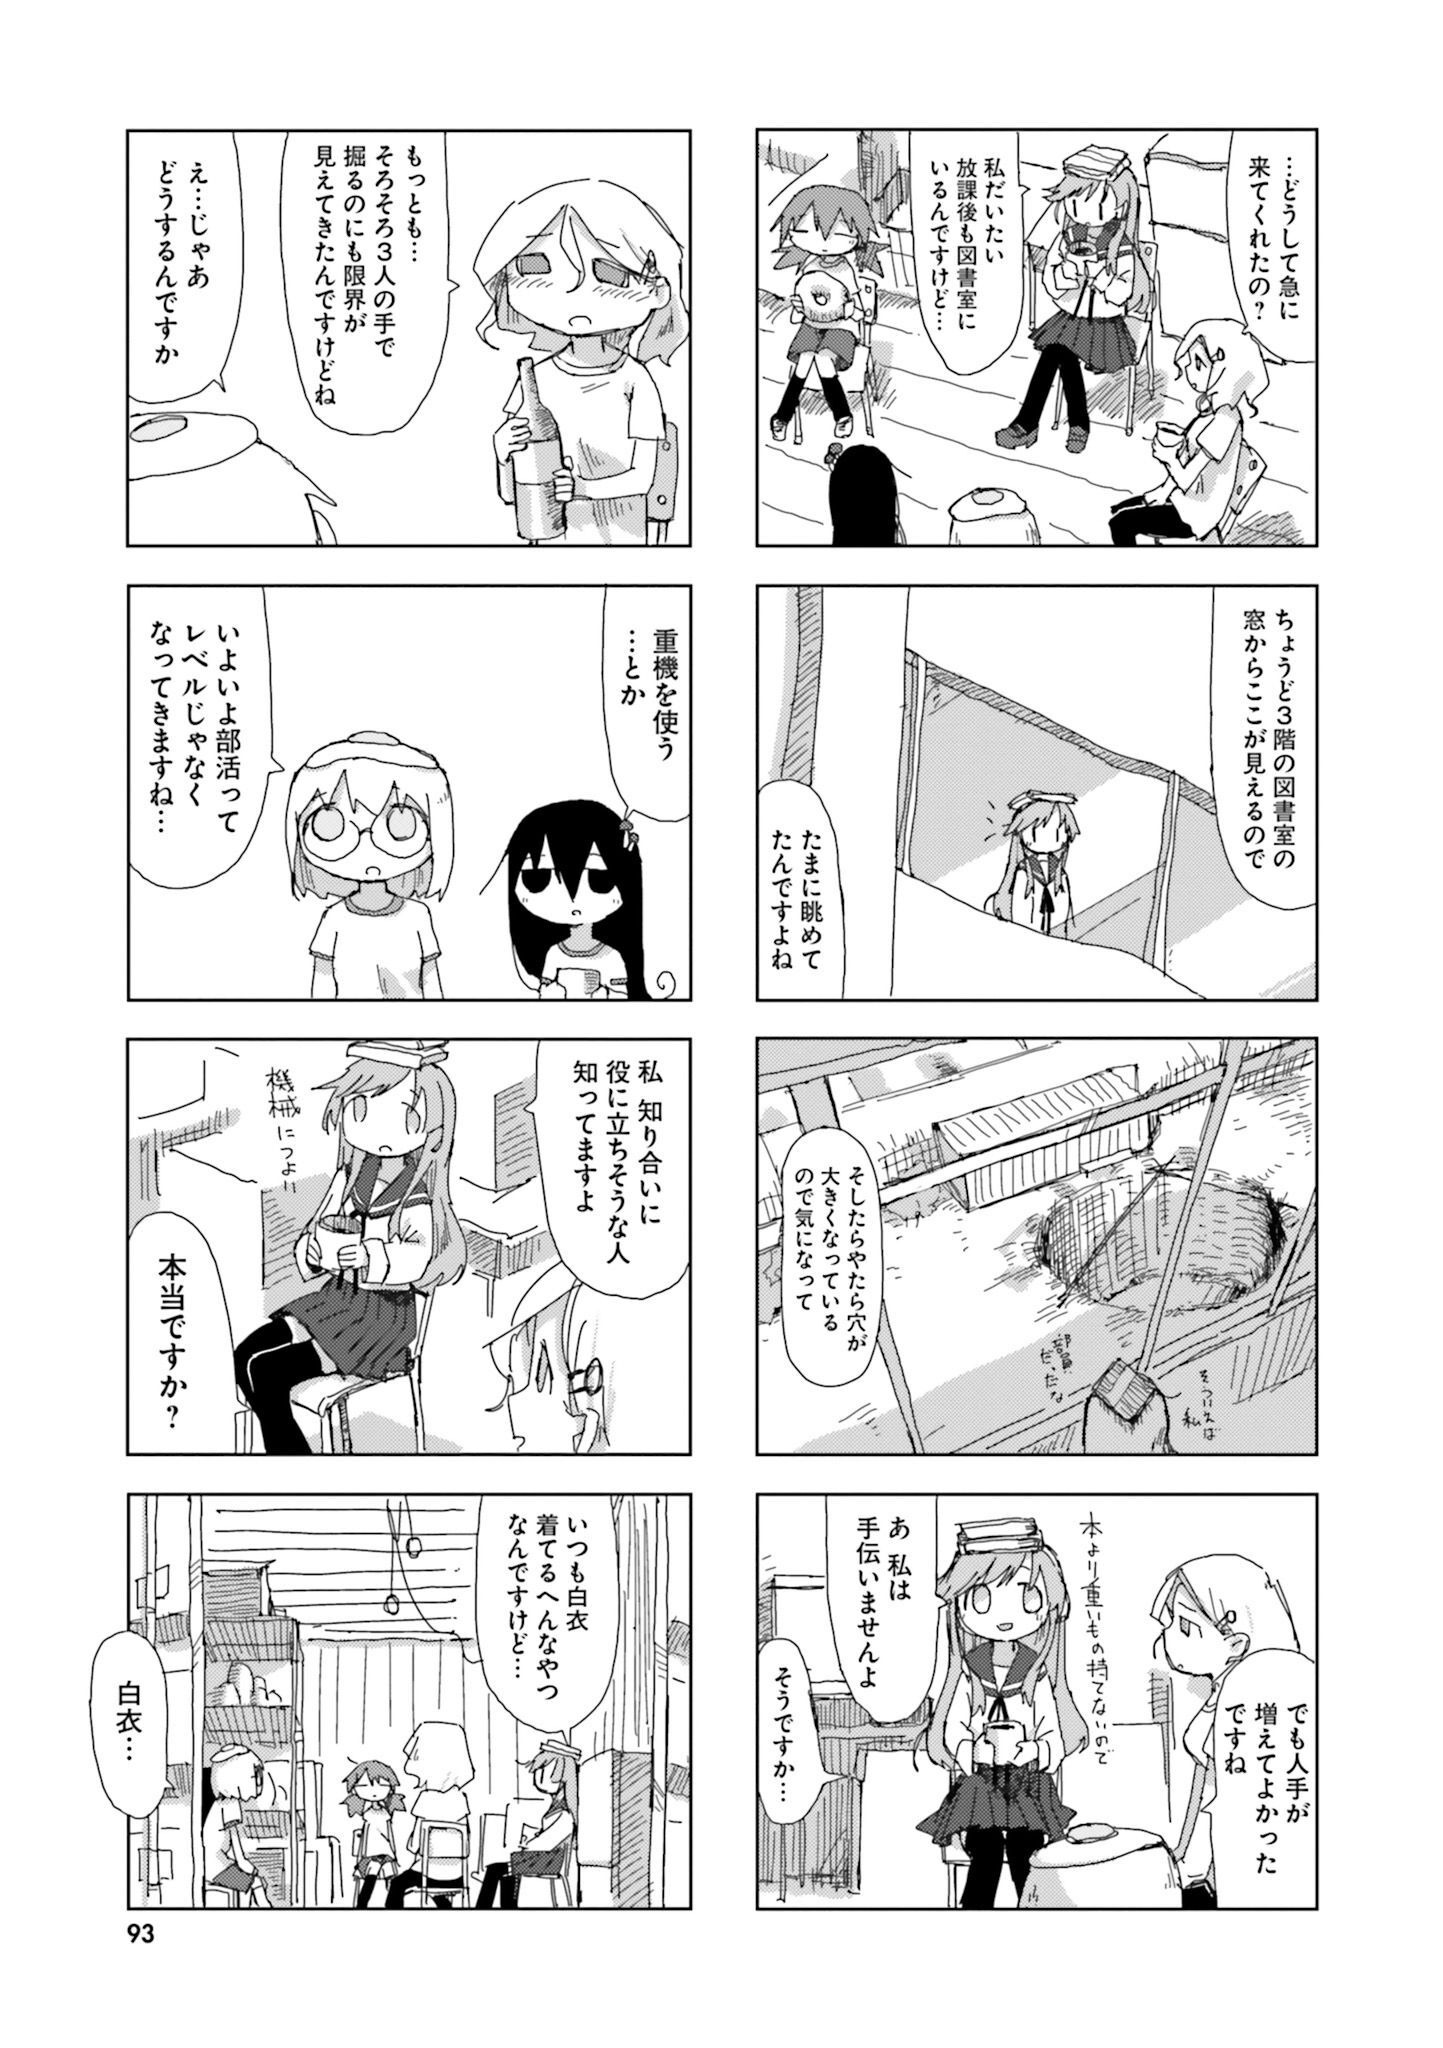 …どうして急に
来てくれたの？
私だいたい
放課後も図書室に
いるんですけど…
ちょうど３階の図書室の
窓からここが見えるので
たまに眺めて
たんですよね
そしたらやたら穴が
大きくなっている
ので気になって
そういえば
私
部員
だったな
でも人手が
増えてよかった
ですね
本より重いもの持てないので
あ 私は
手伝いませんよ
そうですか…
もっとも…
そろそろ３人の手で
掘るのにも限界が
見えてきたんですけどね
え…じゃあ
どうするんですか
重機を使う
…とか
いよいよ部活って
レベルじゃなく
なってきますね…
私 知り合いに
役に立ちそうな人
知ってますよ
機械につよい
本当ですか？
いつも白衣
着てるへんなやつ
なんですけど…
白衣…
93